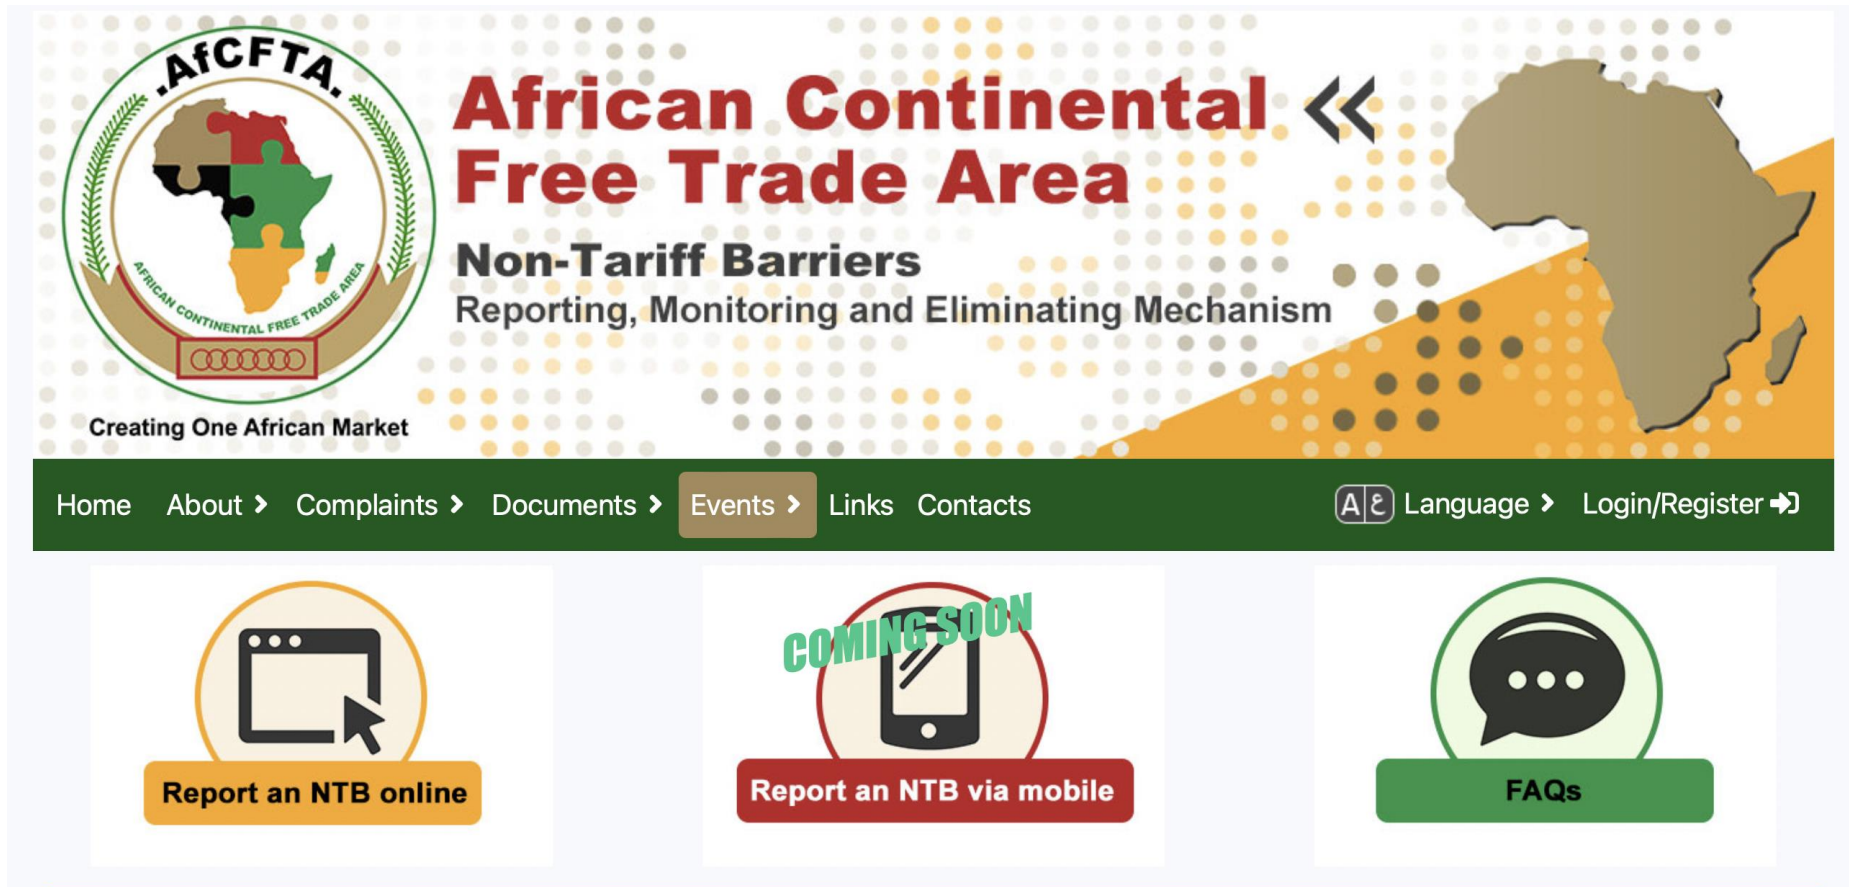 .AfCFTA.
AFRICAN CONTINENTAL FREE TRADE AREA
Creating One African Market
African Continental
Free Trade Area
Non-Tariff Barriers
Reporting, Monitoring and Eliminating Mechanism
Home About Complaints Documents Events Links Contacts A ع Language Login/Register
COMING SOON
Report an NTB online
Report an NTB via mobile
FAQs